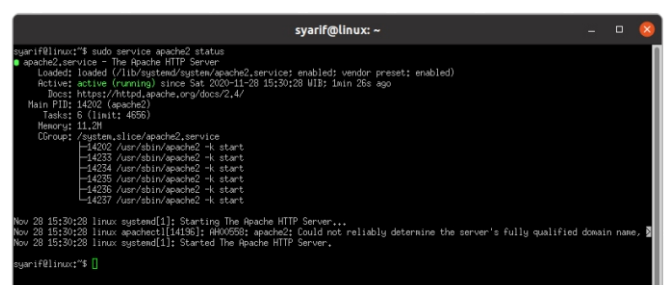 syarif@linux: ~
syarif@linux:~$ sudo service apache2 status
● apache2.service - The Apache HTTP Server
Loaded: loaded (/lib/systemd/system/apache2.service; enabled; vendor preset: enabled)
Active: active (running) since Sat 2020-11-28 15:30:28 WIB; 1min 26s ago
Docs: https://httpd.apache.org/docs/2.4/
Main PID: 14202 (apache2)
Tasks: 6 (limit: 4656)
Memory: 11.2M
CGroup: /system.slice/apache2.service
├─14202 /usr/sbin/apache2 -k start
├─14233 /usr/sbin/apache2 -k start
├─14234 /usr/sbin/apache2 -k start
├─14235 /usr/sbin/apache2 -k start
├─14236 /usr/sbin/apache2 -k start
└─14237 /usr/sbin/apache2 -k start
Nov 28 15:30:28 linux systemd[1]: Starting The Apache HTTP Server...
Nov 28 15:30:28 linux apachectl[14196]: AH00558: apache2: Could not reliably determine the server's fully qualified domain name, >
Nov 28 15:30:28 linux systemd[1]: Started The Apache HTTP Server.
syarif@linux:~$